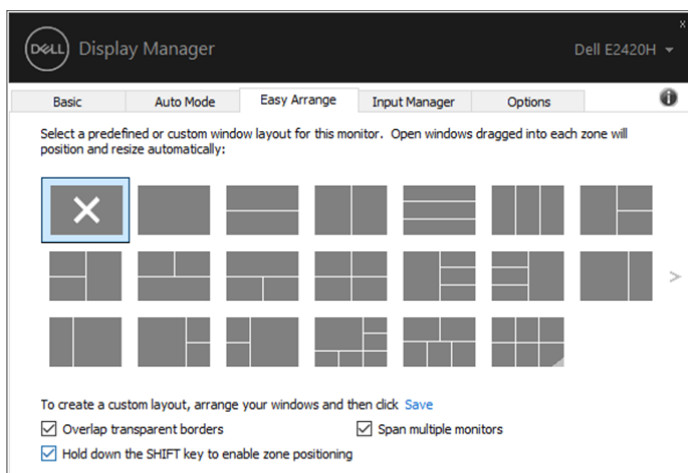 x
DELL Display Manager Dell E2420H
Basic Auto Mode Easy Arrange Input Manager Options
Select a predefined or custom window layout for this monitor. Open windows dragged into each zone will
position and resize automatically:
To create a custom layout, arrange your windows and then click Save
Overlap transparent borders Span multiple monitors
Hold down the SHIFT key to enable zone positioning